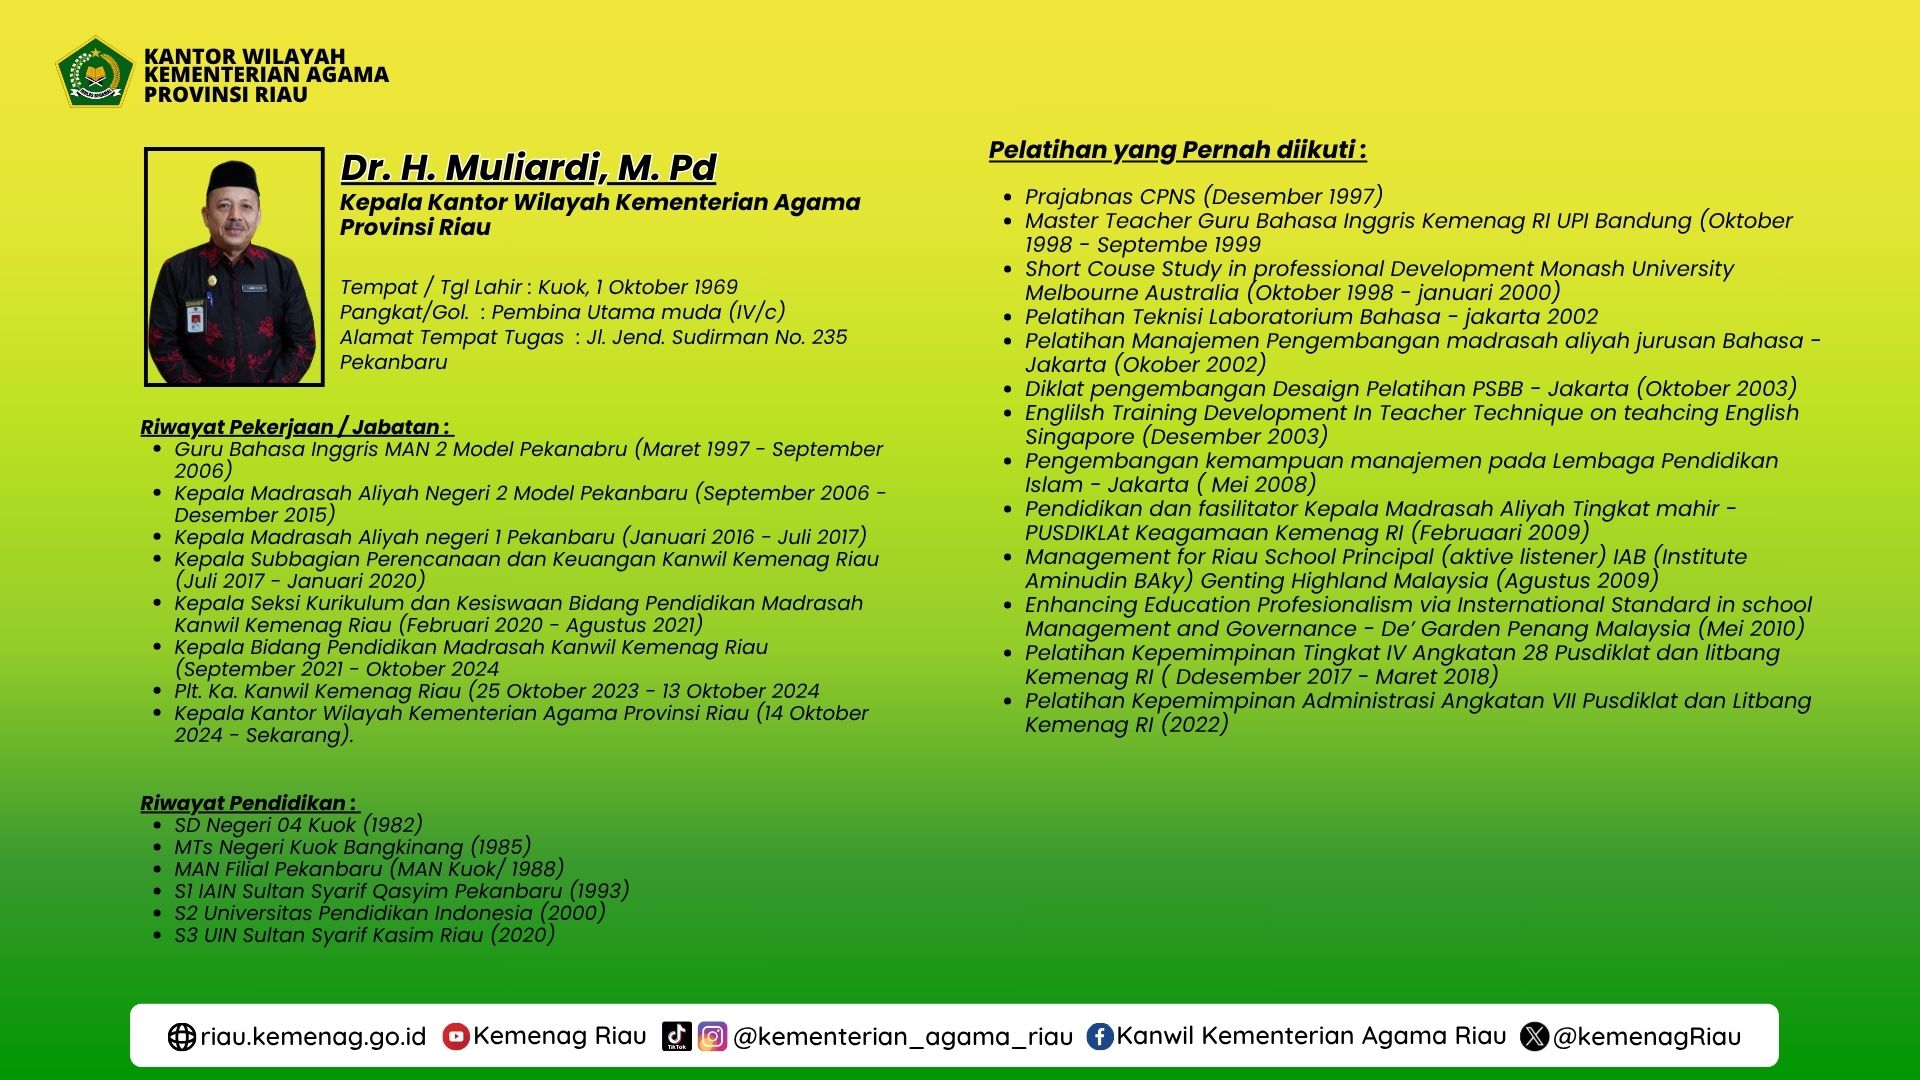 KANTOR WILAYAH
KEMENTERIAN AGAMA
PROVINSI RIAU
Dr. H. Muliardi, M. Pd
Kepala Kantor Wilayah Kementerian Agama
Provinsi Riau
Tempat / Tgl Lahir : Kuok, 1 Oktober 1969
Pangkat/Gol.  : Pembina Utama muda (IV/c)
Alamat Tempat Tugas  : Jl. Jend. Sudirman No. 235
Pekanbaru
Riwayat Pekerjaan / Jabatan :
• Guru Bahasa Inggris MAN 2 Model Pekanabru (Maret 1997 - September
2006)
• Kepala Madrasah Aliyah Negeri 2 Model Pekanbaru (September 2006 -
Desember 2015)
• Kepala Madrasah Aliyah negeri 1 Pekanbaru (Januari 2016 - Juli 2017)
• Kepala Subbagian Perencanaan dan Keuangan Kanwil Kemenag Riau
(Juli 2017 - Januari 2020)
• Kepala Seksi Kurikulum dan Kesiswaan Bidang Pendidikan Madrasah
Kanwil Kemenag Riau (Februari 2020 - Agustus 2021)
• Kepala Bidang Pendidikan Madrasah Kanwil Kemenag Riau
(September 2021 - Oktober 2024
• Plt. Ka. Kanwil Kemenag Riau (25 Oktober 2023 - 13 Oktober 2024
• Kepala Kantor Wilayah Kementerian Agama Provinsi Riau (14 Oktober
2024 - Sekarang).
Riwayat Pendidikan :
• SD Negeri 04 Kuok (1982)
• MTs Negeri Kuok Bangkinang (1985)
• MAN Filial Pekanbaru (MAN Kuok/ 1988)
• S1 IAIN Sultan Syarif Qasyim Pekanbaru (1993)
• S2 Universitas Pendidikan Indonesia (2000)
• S3 UIN Sultan Syarif Kasim Riau (2020)
Pelatihan yang Pernah diikuti :
• Prajabnas CPNS (Desember 1997)
• Master Teacher Guru Bahasa Inggris Kemenag RI UPI Bandung (Oktober
1998 - Septembe 1999
• Short Couse Study in professional Development Monash University
Melbourne Australia (Oktober 1998 - januari 2000)
• Pelatihan Teknisi Laboratorium Bahasa - jakarta 2002
• Pelatihan Manajemen Pengembangan madrasah aliyah jurusan Bahasa -
Jakarta (Okober 2002)
• Diklat pengembangan Desaign Pelatihan PSBB - Jakarta (Oktober 2003)
• Englilsh Training Development In Teacher Technique on teahcing English
Singapore (Desember 2003)
• Pengembangan kemampuan manajemen pada Lembaga Pendidikan
Islam - Jakarta ( Mei 2008)
• Pendidikan dan fasilitator Kepala Madrasah Aliyah Tingkat mahir -
PUSDIKLAt Keagamaan Kemenag RI (Februaari 2009)
• Management for Riau School Principal (aktive listener) IAB (Institute
Aminudin BAky) Genting Highland Malaysia (Agustus 2009)
• Enhancing Education Profesionalism via Insternational Standard in school
Management and Governance - De’ Garden Penang Malaysia (Mei 2010)
• Pelatihan Kepemimpinan Tingkat IV Angkatan 28 Pusdiklat dan litbang
Kemenag RI ( Ddesember 2017 - Maret 2018)
• Pelatihan Kepemimpinan Administrasi Angkatan VII Pusdiklat dan Litbang
Kemenag RI (2022)
riau.kemenag.go.id Kemenag Riau TikTok @kementerian_agama_riau Kanwil Kementerian Agama Riau @kemenagRiau